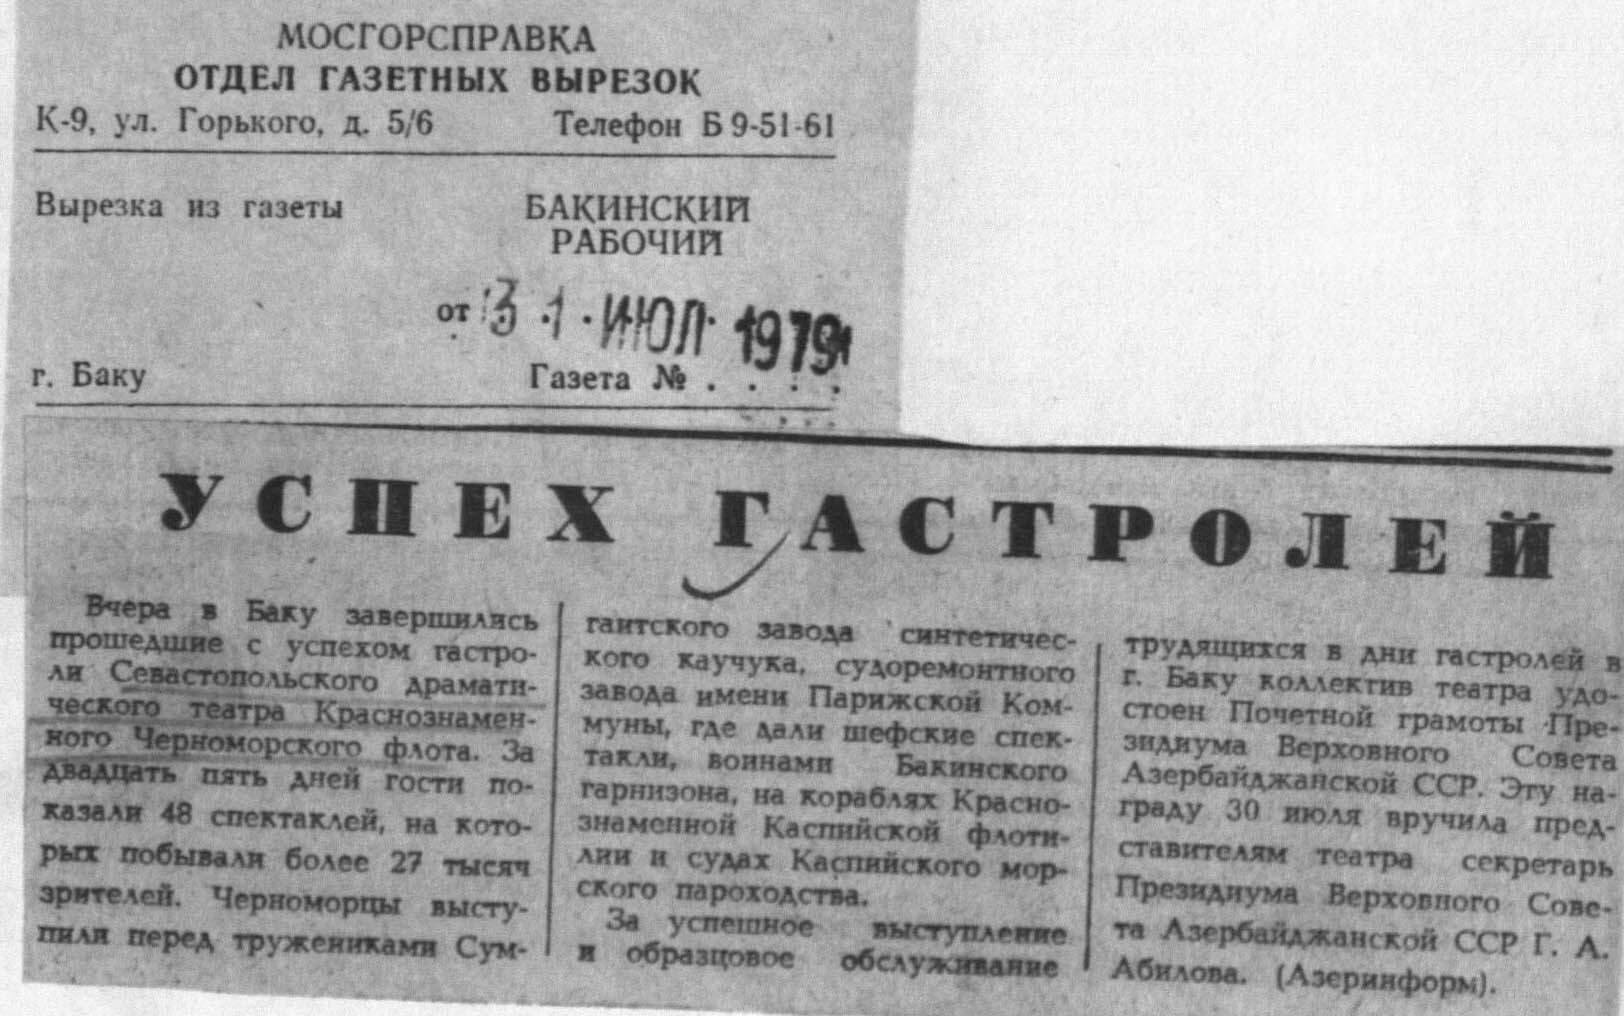 МОСГОРСПРАВКА
ОТДЕЛ ГАЗЕТНЫХ ВЫРЕЗОК
К-9, ул. Горького, д. 5/6 Телефон Б 9-51-61
Вырезка из газеты БАКИНСКИЙ
РАБОЧИЙ
от 31 ИЮЛ 1979
г. Баку Газета № . . . .
УСПЕХ ГАСТРОЛЕЙ
Вчера в Баку завершились
прошедшие с успехом гастро-
ли Севастопольского драмати-
ческого театра Краснознамен-
ного Черноморского флота. За
двадцать пять дней гости по-
казали 48 спектаклей, на кото-
рых побывали более 27 тысяч
зрителей. Черноморцы высту-
пили перед тружениками Сум-
гаитского завода синтетичес-
кого каучука, судоремонтного
завода имени Парижской Ком-
муны, где дали шефские спек-
такли, воинами Бакинского
гарнизона, на кораблях Красно-
знаменной Каспийской флоти-
лии и судах Каспийского мор-
ского пароходства.
За успешное выступление
и образцовое обслуживание
трудящихся в дни гастролей в
г. Баку коллектив театра удо-
стоен Почетной грамоты Пре-
зидиума Верховного Совета
Азербайджанской ССР. Эту на-
граду 30 июля вручила пред-
ставителям театра секретарь
Президиума Верховного Сове-
та Азербайджанской ССР Г. А.
Абилова. (Азеринформ).